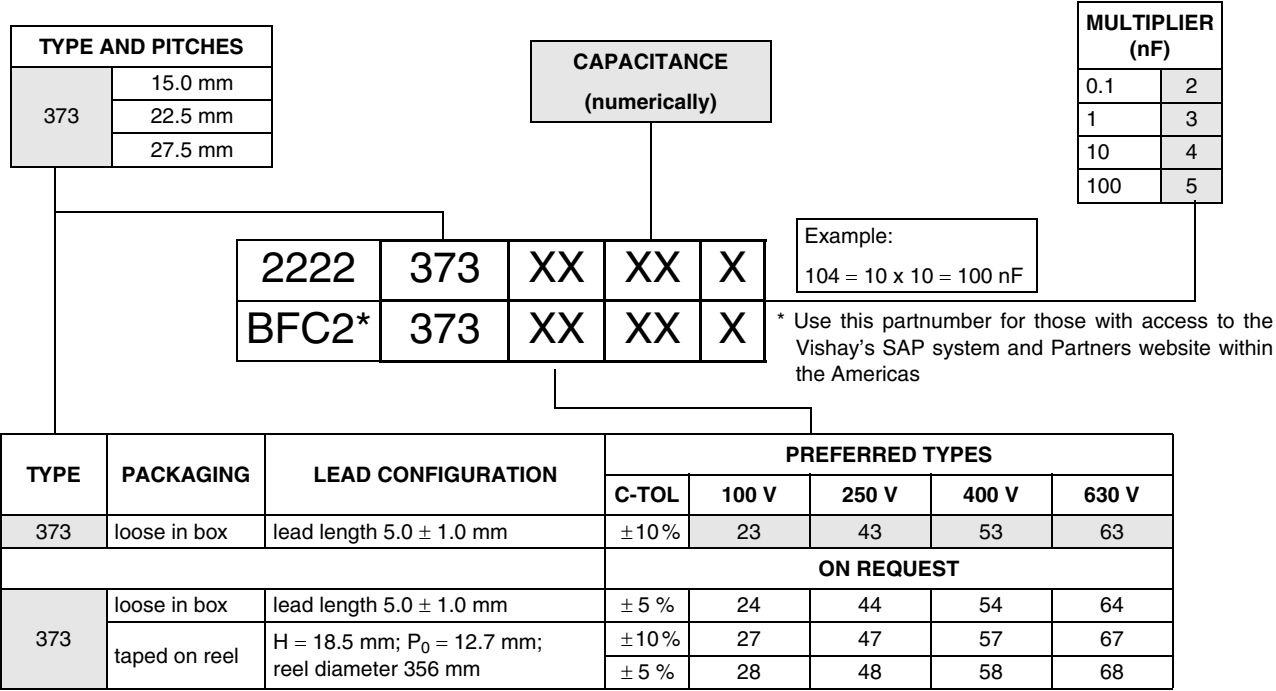 TYPE AND PITCHES
373
15.0 mm
22.5 mm
27.5 mm
CAPACITANCE
(numerically)
MULTIPLIER
(nF)
0.1 2
1 3
10 4
100 5
2222 373 XX XX X
BFC2* 373 XX XX X
Example:
104 = 10 x 10 = 100 nF
* Use this partnumber for those with access to the
Vishay's SAP system and Partners website within
the Americas
TYPE PACKAGING LEAD CONFIGURATION PREFERRED TYPES
C-TOL 100 V 250 V 400 V 630 V
373 loose in box lead length 5.0 ± 1.0 mm ±10% 23 43 53 63
ON REQUEST
373 loose in box lead length 5.0 ± 1.0 mm ± 5 % 24 44 54 64
taped on reel H = 18.5 mm; P0 = 12.7 mm; ±10% 27 47 57 67
reel diameter 356 mm ± 5 % 28 48 58 68